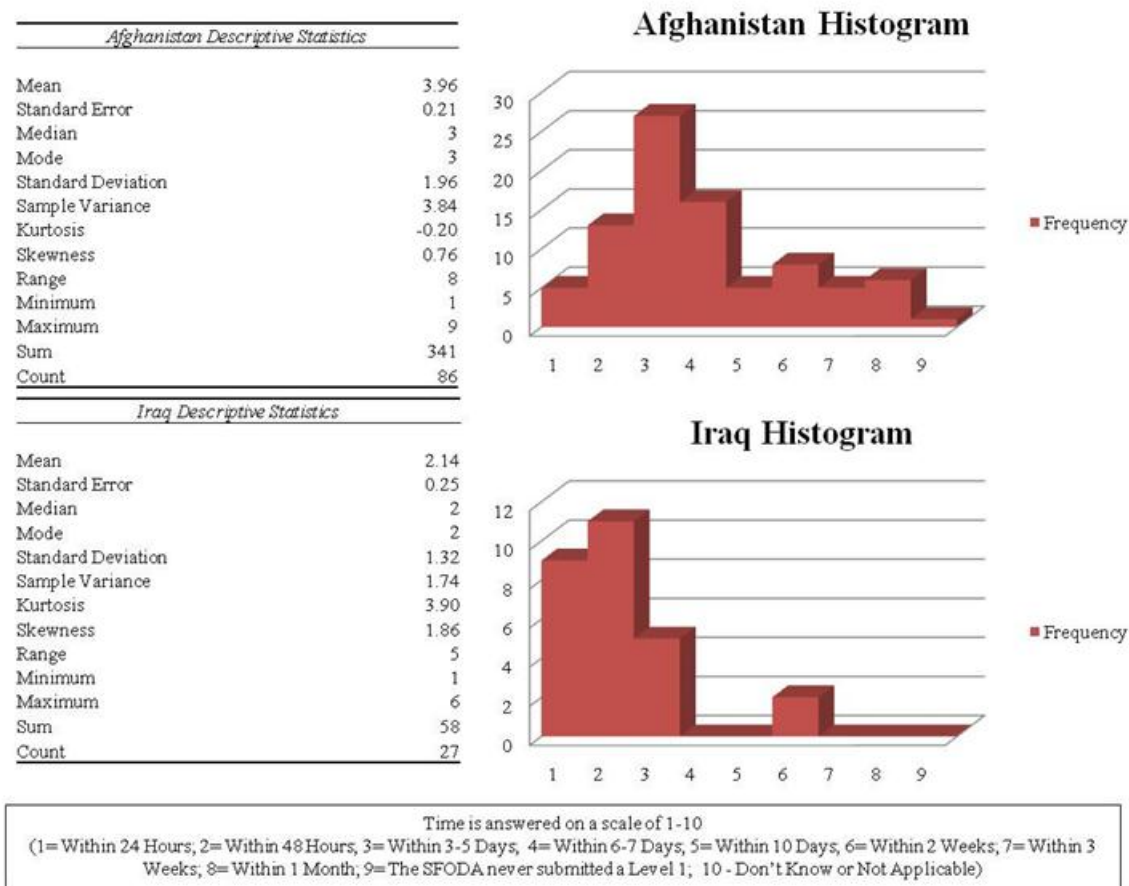 Afghanistan Descriptive Statistics
Mean 3.96
Standard Error 0.21
Median 3
Mode 3
Standard Deviation 1.96
Sample Variance 3.84
Kurtosis -0.20
Skewness 0.76
Range 8
Minimum 1
Maximum 9
Sum 341
Count 86
Afghanistan Histogram
30
25
20
15
10
5
0
1 2 3 4 5 6 7 8 9
Frequency
Iraq Descriptive Statistics
Mean 2.14
Standard Error 0.25
Median 2
Mode 2
Standard Deviation 1.32
Sample Variance 1.74
Kurtosis 3.90
Skewness 1.86
Range 5
Minimum 1
Maximum 6
Sum 58
Count 27
Iraq Histogram
12
10
8
6
4
2
0
1 2 3 4 5 6 7 8 9
Frequency
Time is answered on a scale of 1-10
(1= Within 24 Hours; 2= Within 48 Hours; 3= Within 3-5 Days; 4= Within 6-7 Days; 5= Within 10 Days; 6= Within 2 Weeks; 7= Within 3
Weeks; 8= Within 1 Month; 9= The SFODA never submitted a Level 1; 10 - Don't Know or Not Applicable)